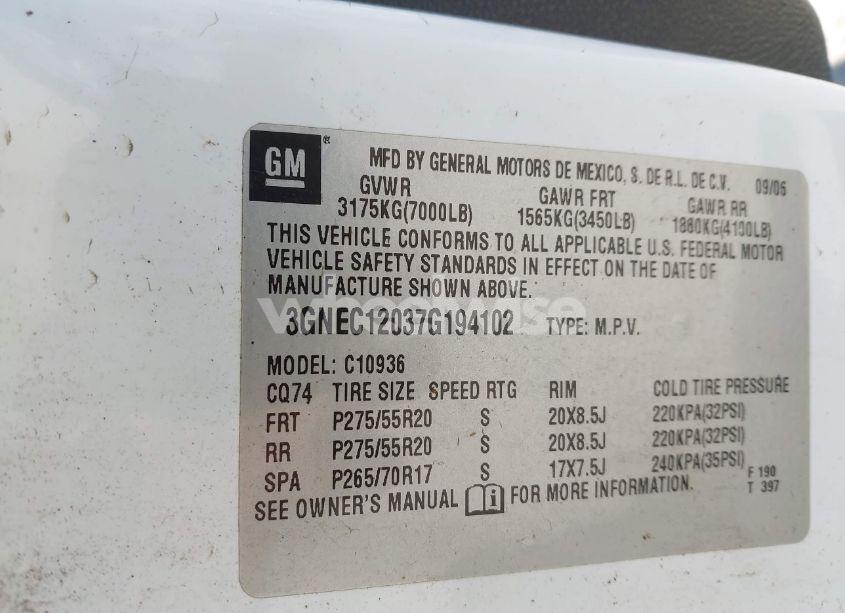 GM ® MFD BY GENERAL MOTORS DE MEXICO, S. DE R.L. DE C.V. 09/06
GVWR GAWR FRT GAWR RR
3175KG(7000LB) 1565KG(3450LB) 1860KG(4100LB)
THIS VEHICLE CONFORMS TO ALL APPLICABLE U.S. FEDERAL MOTOR
VEHICLE SAFETY STANDARDS IN EFFECT ON THE DATE OF
MANUFACTURE SHOWN ABOVE.
3GNEC12037G194102 TYPE: M.P.V.
MODEL: C10936
CQ74 TIRE SIZE SPEED RTG RIM COLD TIRE PRESSURE
FRT P275/55R20 S 20X8.5J 220KPA(32PSI)
RR P275/55R20 S 20X8.5J 220KPA(32PSI)
SPA P265/70R17 S 17X7.5J 240KPA(35PSI)
F 190
T 397
SEE OWNER'S MANUAL i FOR MORE INFORMATION.